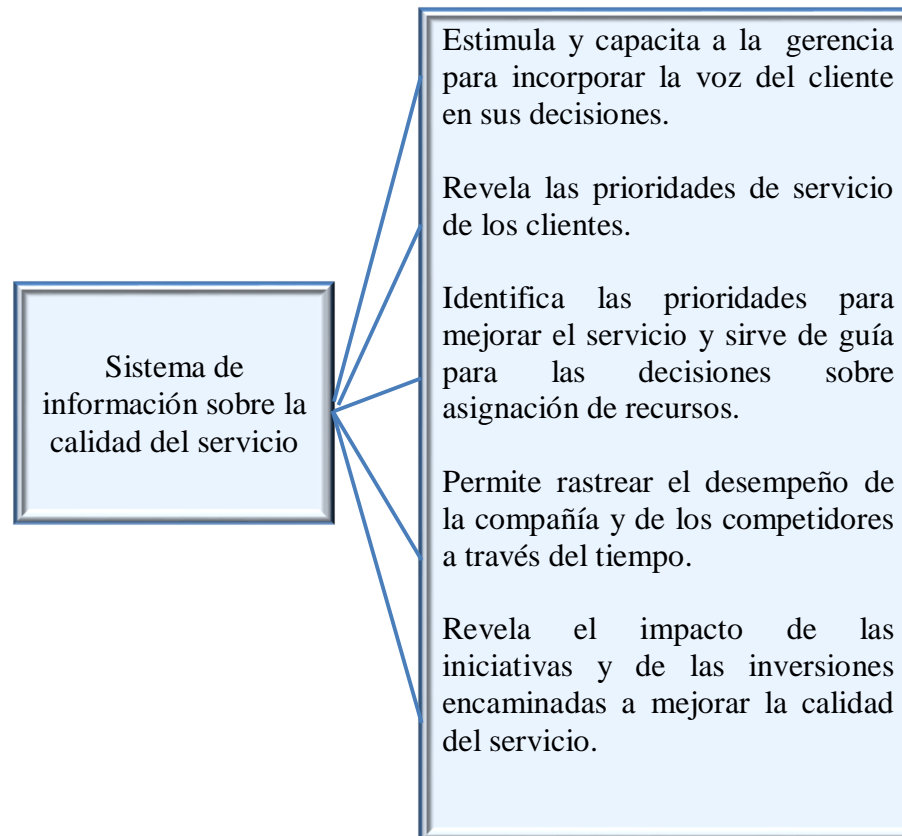 Sistema de
información sobre la
calidad del servicio
Estimula y capacita a la gerencia
para incorporar la voz del cliente
en sus decisiones.
Revela las prioridades de servicio
de los clientes.
Identifica las prioridades para
mejorar el servicio y sirve de guía
para las decisiones sobre
asignación de recursos.
Permite rastrear el desempeño de
la compañía y de los competidores
a través del tiempo.
Revela el impacto de las
iniciativas y de las inversiones
encaminadas a mejorar la calidad
del servicio.